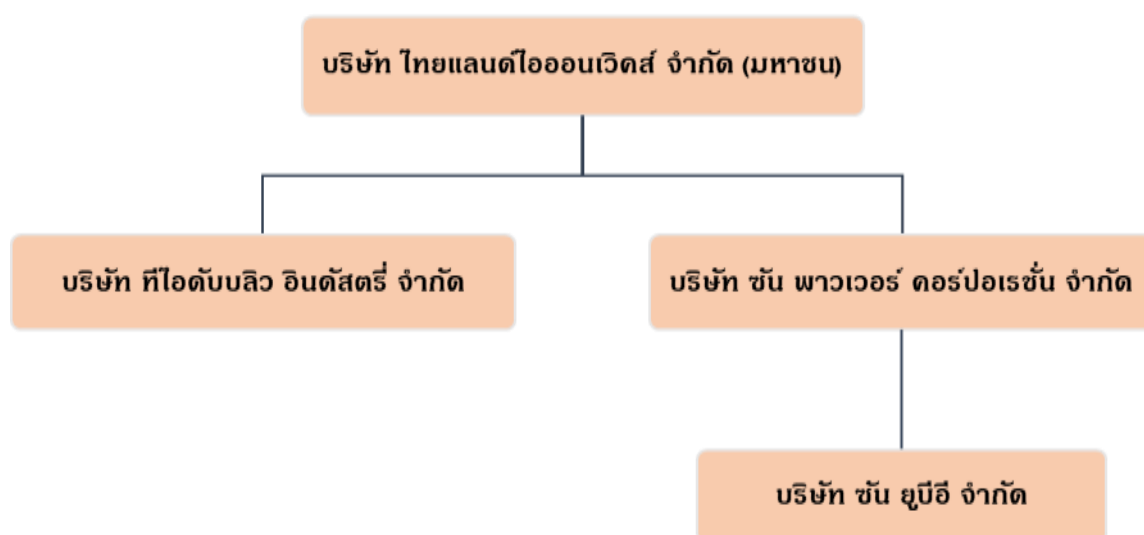 บริษัท ไทยแลนด์ไอออนเวิคส์ จำกัด (มหาชน)
บริษัท ทีไอดับบลิว อินดัสตรี่ จำกัด
บริษัท ซัน พาวเวอร์ คอร์ปอเรชั่น จำกัด
บริษัท ซัน ยูบีอี จำกัด